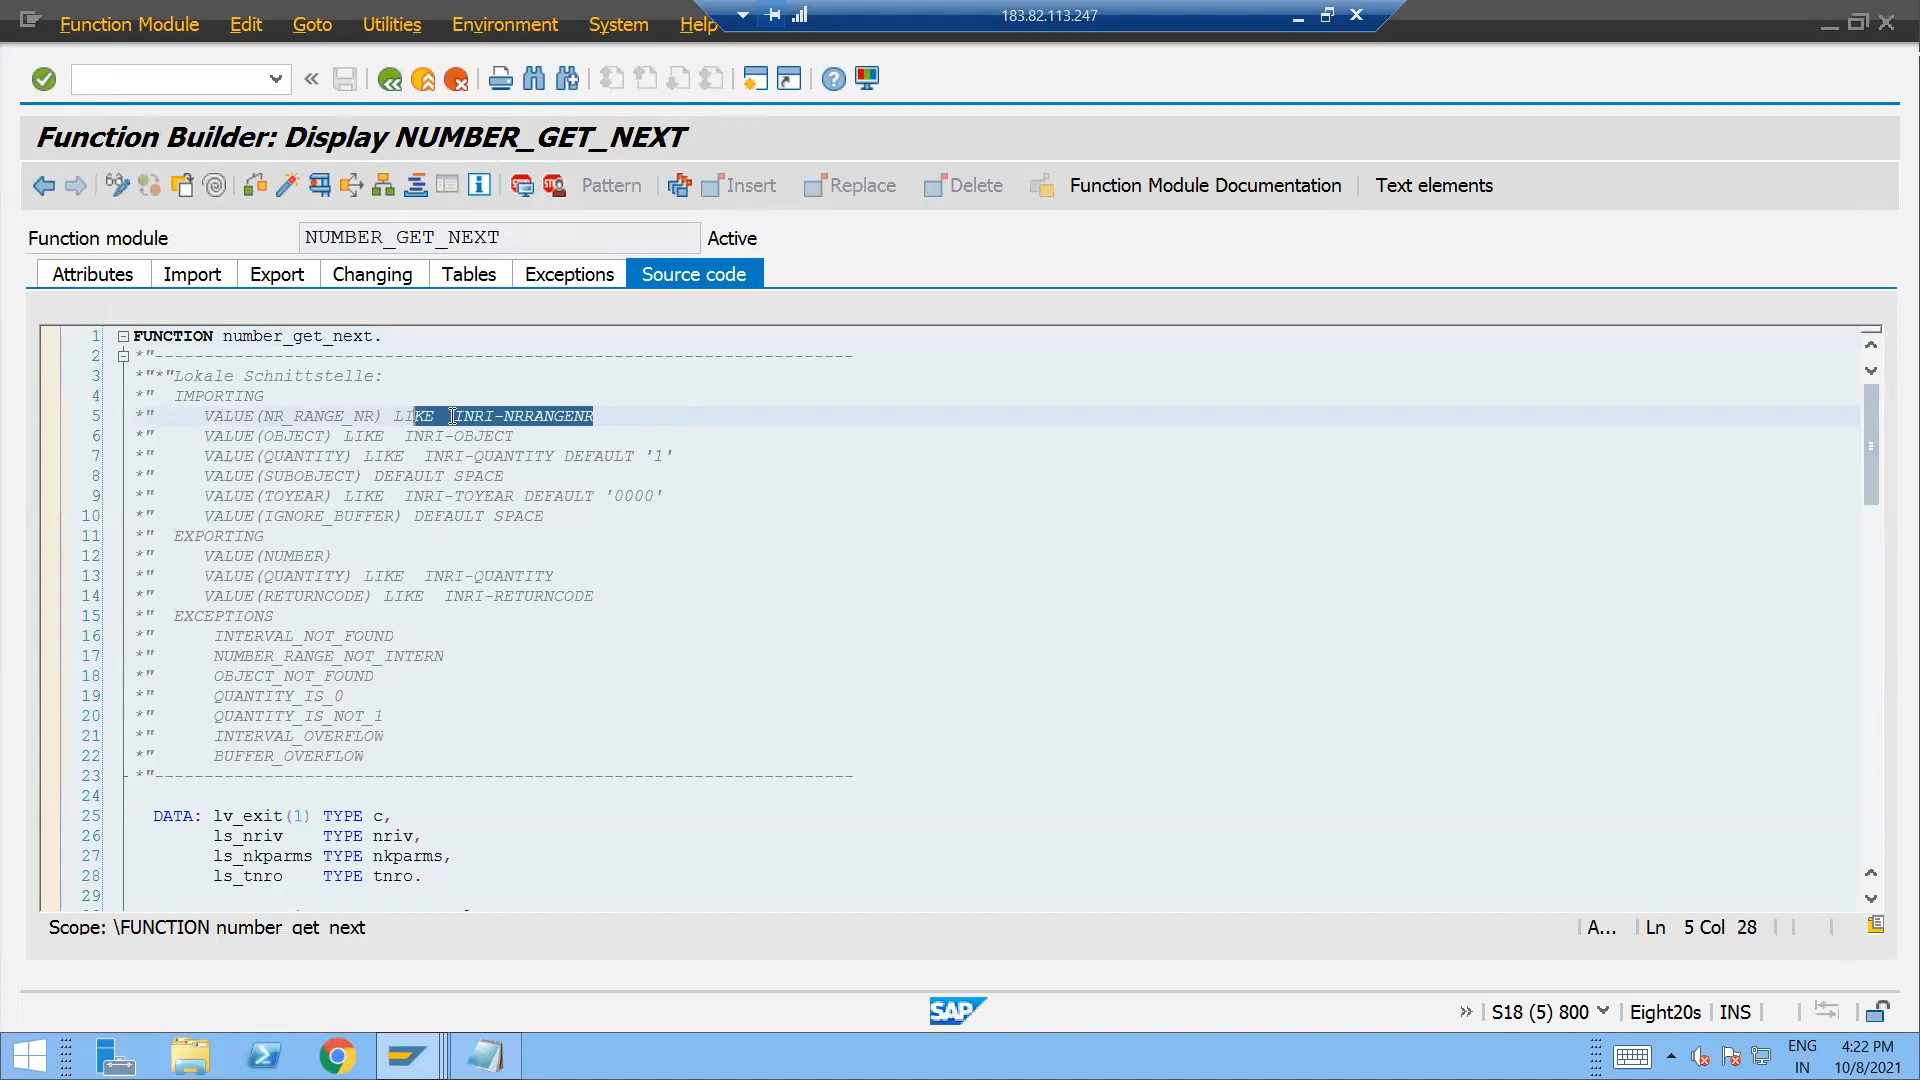 183.82.113.247
Function Module Edit Goto Utilities Environment System Help
Function Builder: Display NUMBER_GET_NEXT
Pattern Insert Replace Delete Function Module Documentation Text elements
Function module NUMBER_GET_NEXT Active
Attributes Import Export Changing Tables Exceptions Source code
1 FUNCTION number_get_next.
2 *"----------------------------------------------------------------------
3 *"*"Lokale Schnittstelle:
4 *"  IMPORTING
5 *"     VALUE(NR_RANGE_NR) LIKE  INRI-NRRANGENR
6 *"     VALUE(OBJECT) LIKE  INRI-OBJECT
7 *"     VALUE(QUANTITY) LIKE  INRI-QUANTITY DEFAULT '1'
8 *"     VALUE(SUBOBJECT) DEFAULT SPACE
9 *"     VALUE(TOYEAR) LIKE  INRI-TOYEAR DEFAULT '0000'
10 *"     VALUE(IGNORE_BUFFER) DEFAULT SPACE
11 *"  EXPORTING
12 *"     VALUE(NUMBER)
13 *"     VALUE(QUANTITY) LIKE  INRI-QUANTITY
14 *"     VALUE(RETURNCODE) LIKE  INRI-RETURNCODE
15 *"  EXCEPTIONS
16 *"      INTERVAL_NOT_FOUND
17 *"      NUMBER_RANGE_NOT_INTERN
18 *"      OBJECT_NOT_FOUND
19 *"      QUANTITY_IS_0
20 *"      QUANTITY_IS_NOT_1
21 *"      INTERVAL_OVERFLOW
22 *"      BUFFER_OVERFLOW
23 *"----------------------------------------------------------------------
24
25 DATA: lv_exit(1) TYPE c,
26 ls_nriv    TYPE nriv,
27 ls_nkparms TYPE nkparms,
28 ls_tnro    TYPE tnro.
29
Scope: \FUNCTION number_get_next A... Ln 5 Col 28
SAP S18 (5) 800 Eight20s INS
ENG 4:22 PM
IN 10/8/2021